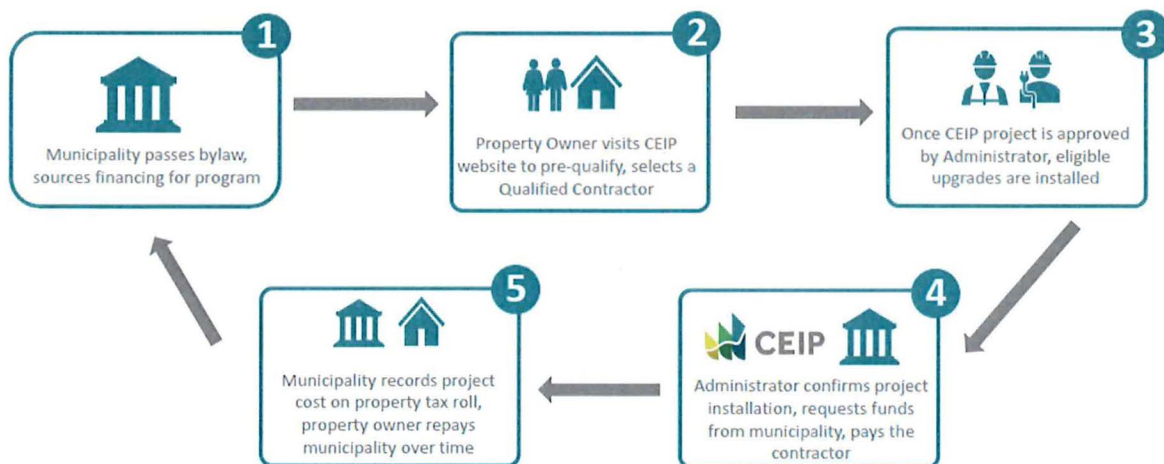 1
Municipality passes bylaw,
sources financing for program
2
Property Owner visits CEIP
website to pre-qualify, selects a
Qualified Contractor
3
Once CEIP project is approved
by Administrator, eligible
upgrades are installed
4
CEIP
Administrator confirms project
installation, requests funds
from municipality, pays the
contractor
5
Municipality records project
cost on property tax roll,
property owner repays
municipality over time